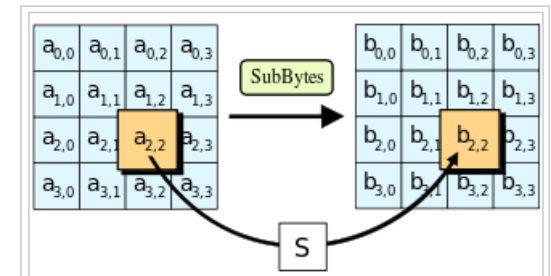 a0,0 a0,1 a0,2 a0,3
a1,0 a1,1 a1,2 a1,3
a2,0 a2,1 a2,2 a2,3
a3,0 a3,1 a3,2 a3,3
SubBytes
b0,0 b0,1 b0,2 b0,3
b1,0 b1,1 b1,2 b1,3
b2,0 b2,1 b2,2 b2,3
b3,0 b3,1 b3,2 b3,3
S